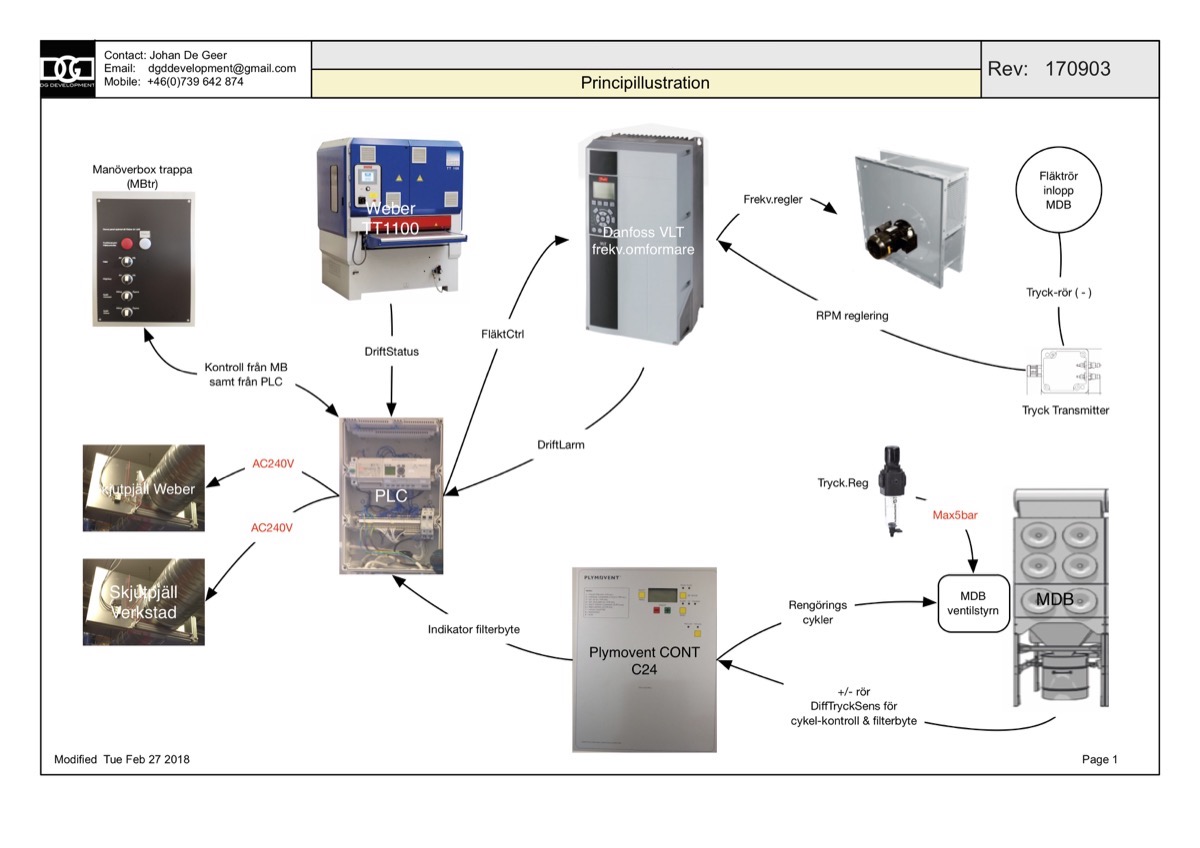 DG DEVELOPMENT
Contact: Johan De Geer
Email: dgddevelopment@gmail.com
Mobile: +46(0)739 642 874
Principillustration
Rev: 170903
Manöverbox trappa
(MBtr)
Weber
TT1100
TT 1100
Danfoss VLT
frekv.omformare
Frekv.regler
Fläktrör
inlopp
MDB
Tryck-rör ( - )
RPM reglering
Tryck Transmitter
FläktCtrl
DriftStatus
Kontroll från MB
samt från PLC
DriftLarm
AC240V
Skjutpjäll Weber
PLC
AC240V
Skjutpjäll
Verkstad
Tryck.Reg
Max5bar
MDB
ventilstyrn
MDB
PLYMOVENT
Rengörings
cykler
Indikator filterbyte
Plymovent CONT
C24
+/- rör
DiffTryckSens för
cykel-kontroll & filterbyte
Modified Tue Feb 27 2018
Page 1